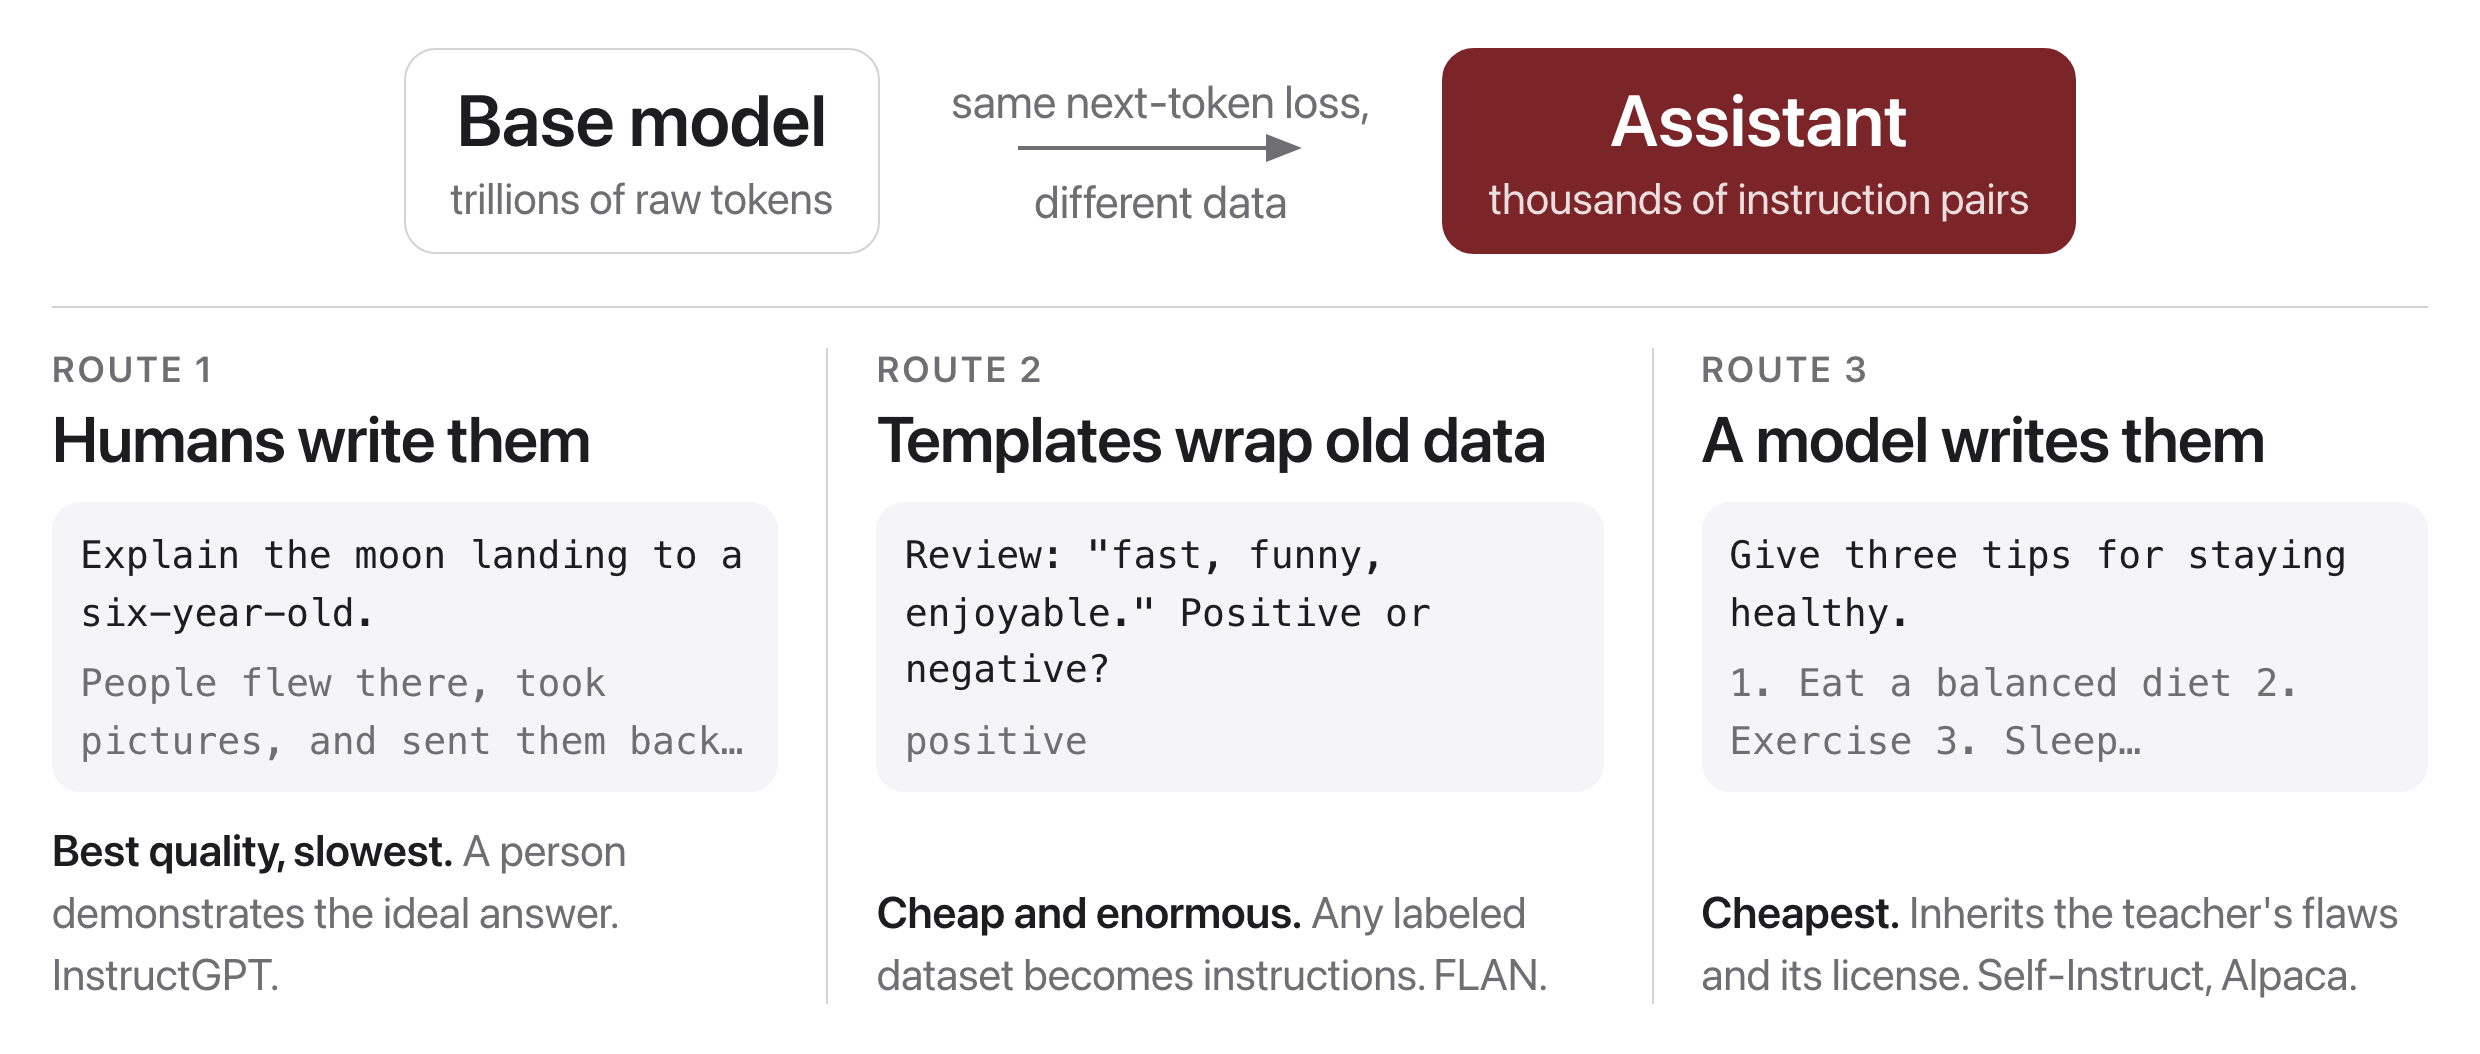 Base model
trillions of raw tokens
same next-token loss,
different data
Assistant
thousands of instruction pairs
ROUTE 1
Humans write them
Explain the moon landing to a
six-year-old.
People flew there, took
pictures, and sent them back…
Best quality, slowest. A person
demonstrates the ideal answer.
InstructGPT.
ROUTE 2
Templates wrap old data
Review: "fast, funny,
enjoyable." Positive or
negative?
positive
Cheap and enormous. Any labeled
dataset becomes instructions. FLAN.
ROUTE 3
A model writes them
Give three tips for staying
healthy.
1. Eat a balanced diet 2.
Exercise 3. Sleep…
Cheapest. Inherits the teacher's flaws
and its license. Self-Instruct, Alpaca.